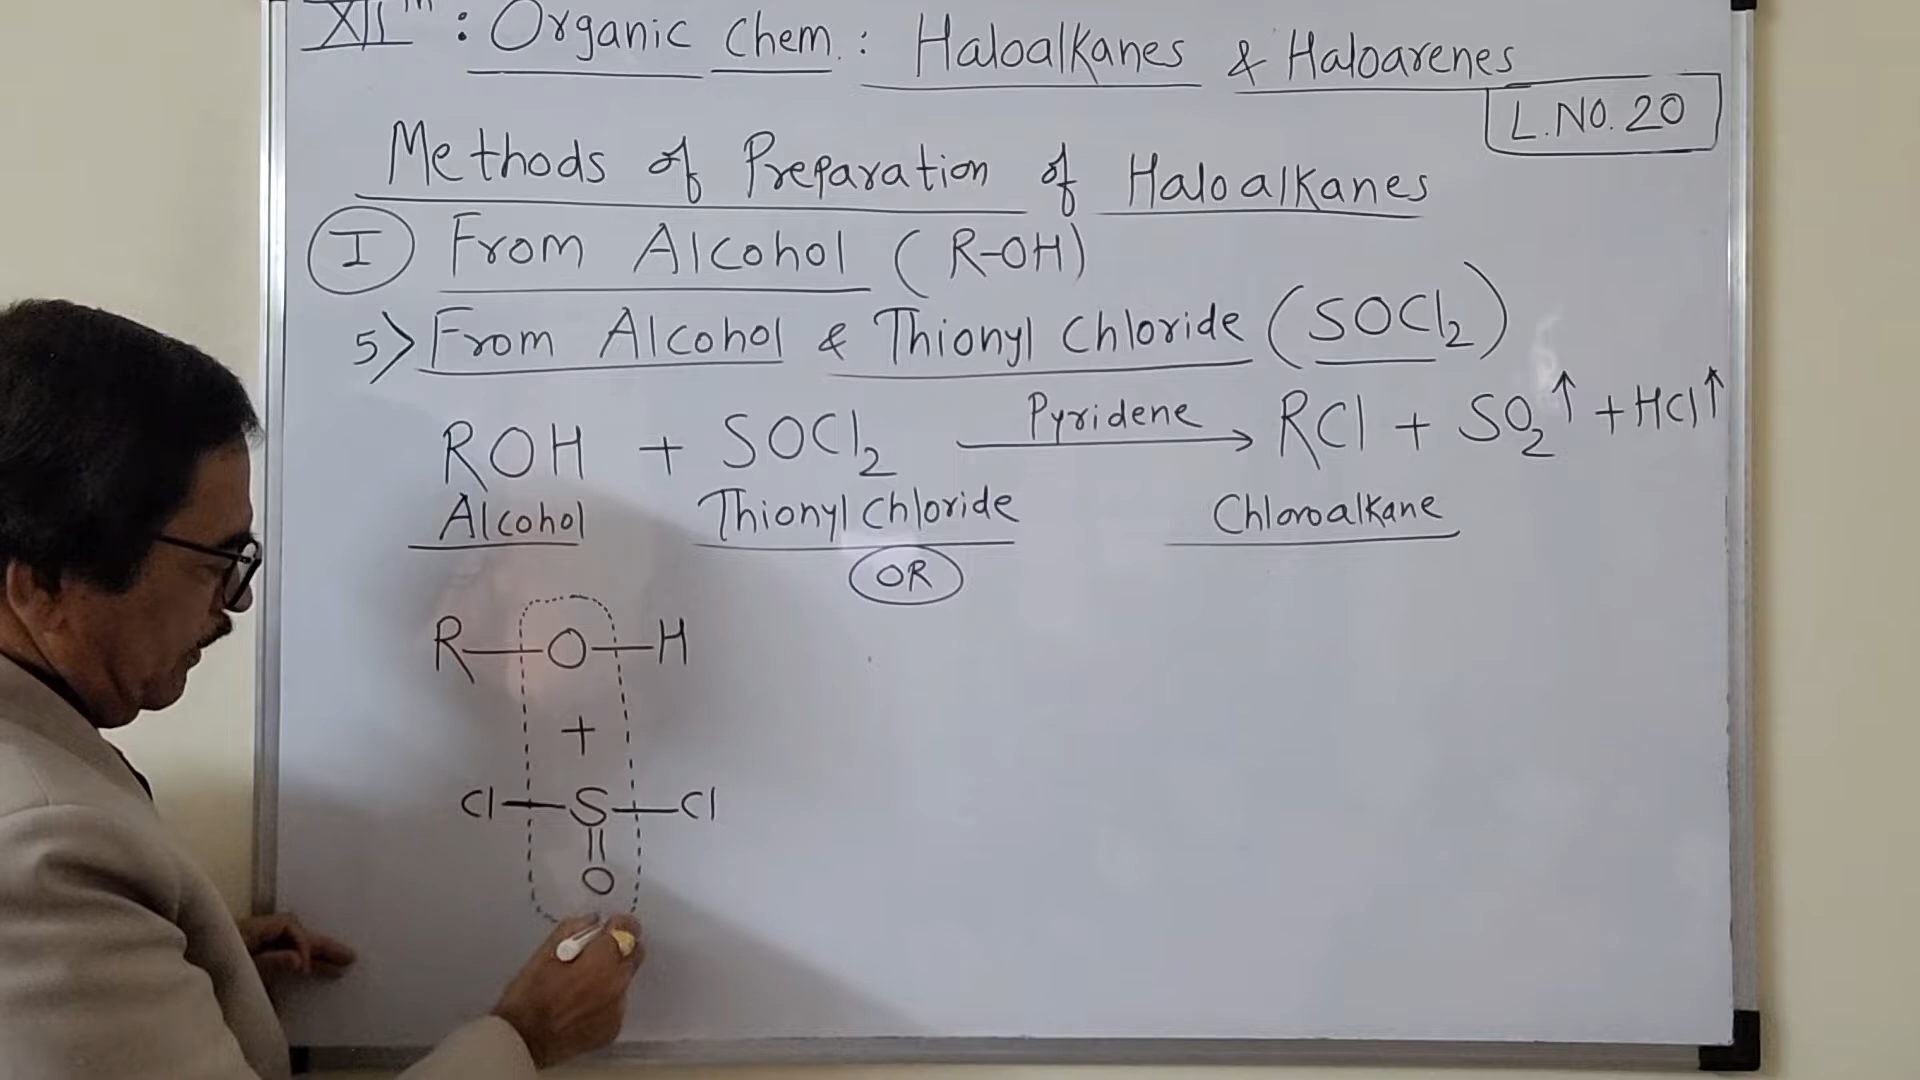 XIIth : Organic Chem. : Haloalkanes & Haloarenes
L.NO. 20
Methods of Preparation of Haloalkanes
I From Alcohol (R-OH)
5> From Alcohol & Thionyl Chloride (SOCl2)
ROH + SOCl2 Pyridene → RCl + SO2↑ + HCl↑
Alcohol Thionyl Chloride Chloroalkane
OR
R—O—H
+
Cl—S—Cl
||
O